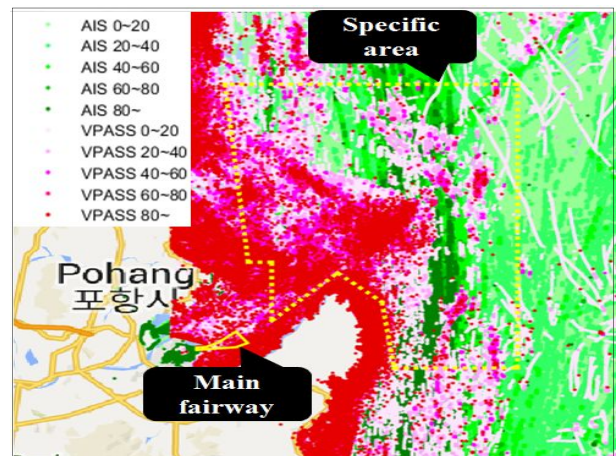 AIS 0~20
AIS 20~40
AIS 40~60
AIS 60~80
AIS 80~
VPASS 0~20
VPASS 20~40
VPASS 40~60
VPASS 60~80
VPASS 80~
Specific
area
Pohang
포항시
Main
fairway